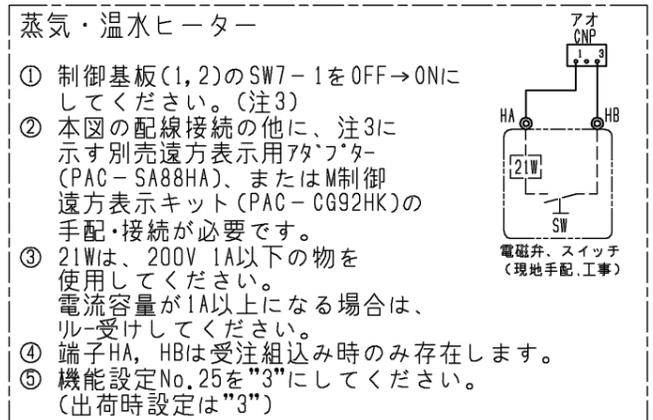 蒸気・温水ヒーター
① 制御基板(1,2)のSW7-1をOFF→ONに
してください。(注3)
② 本図の配線接続の他に、注3に
示す別売遠方表示用ｱﾀﾞﾌﾟﾀｰ
(PAC-SA88HA)、またはM制御
遠方表示キット(PAC-CG92HK)の
手配・接続が必要です。
③ 21Wは、200V 1A以下の物を
使用してください。
電流容量が1A以上になる場合は、
ﾘﾚｰ受けしてください。
④ 端子HA, HBは受注組込み時のみ存在します。
⑤ 機能設定No.25を"3"にしてください。
(出荷時設定は"3")
アオ
CNP
1 3
HA HB
21W
SW
電磁弁、スイッチ
(現地手配、工事)